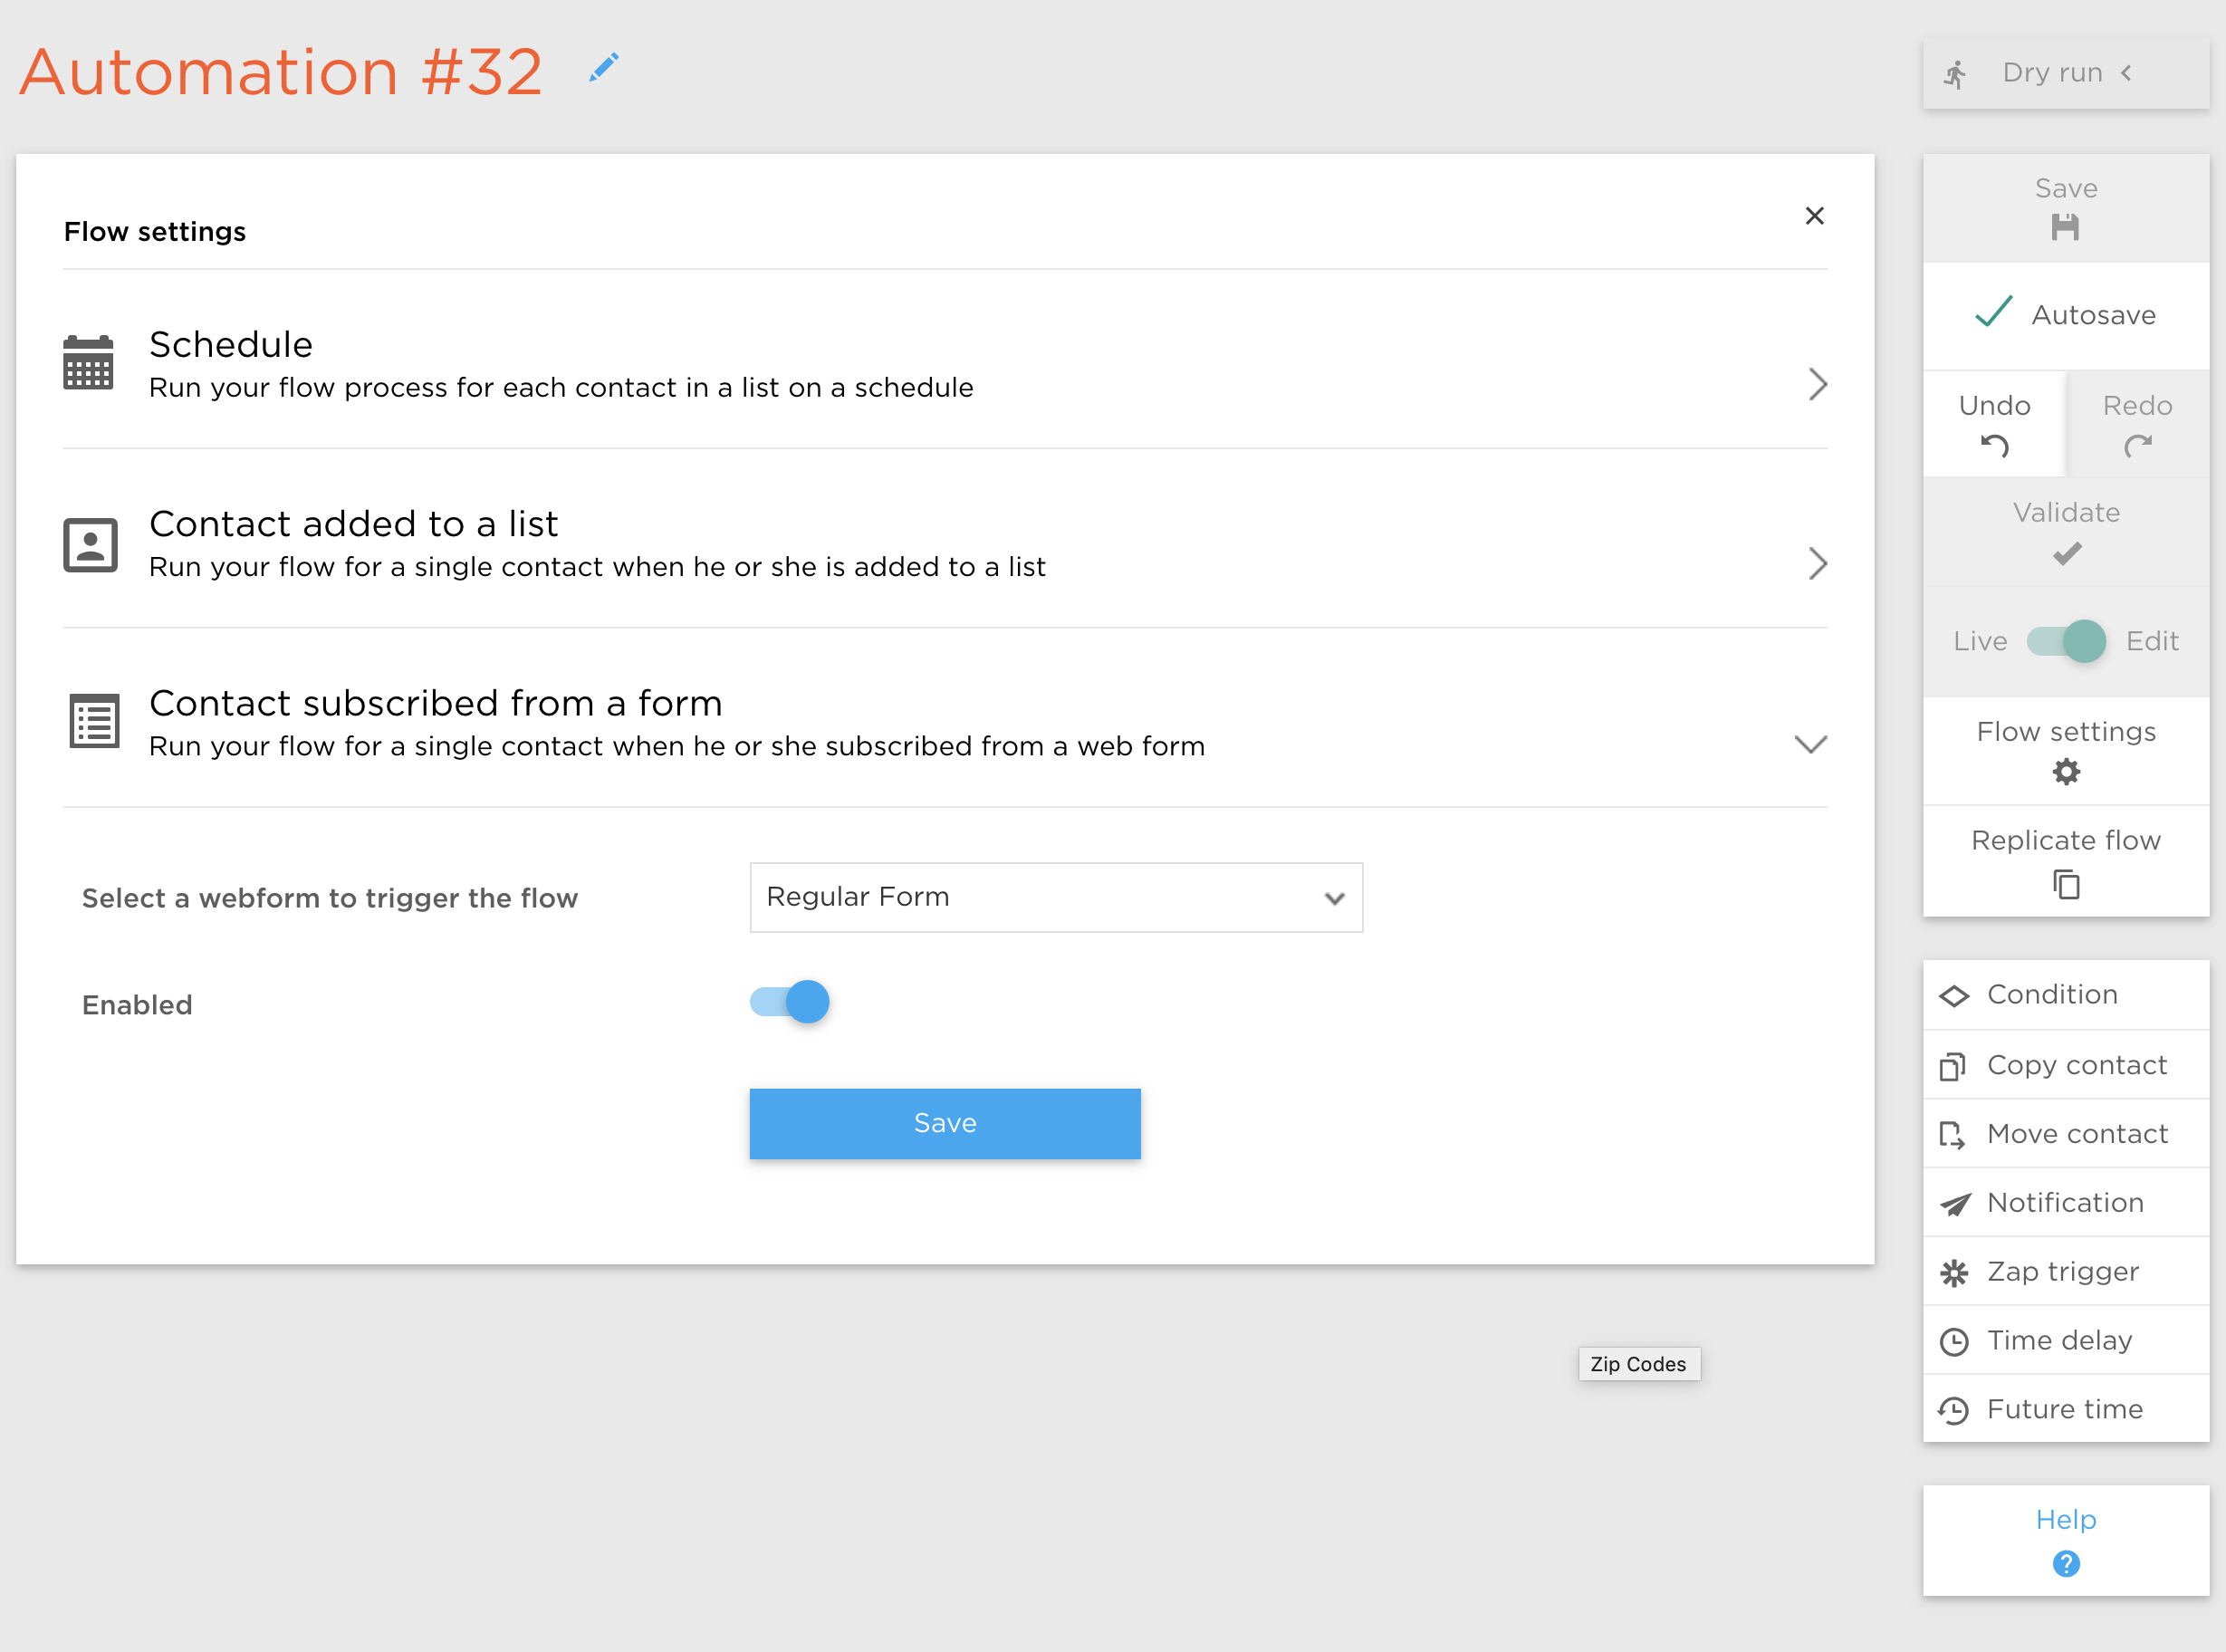 Automation #32
Dry run
Flow settings
Schedule
Run your flow process for each contact in a list on a schedule
Contact added to a list
Run your flow for a single contact when he or she is added to a list
Contact subscribed from a form
Run your flow for a single contact when he or she subscribed from a web form
Select a webform to trigger the flow
Regular Form
Enabled
Save
Zip Codes
Save
Autosave
Undo
Redo
Validate
Live
Edit
Flow settings
Replicate flow
Condition
Copy contact
Move contact
Notification
Zap trigger
Time delay
Future time
Help
?